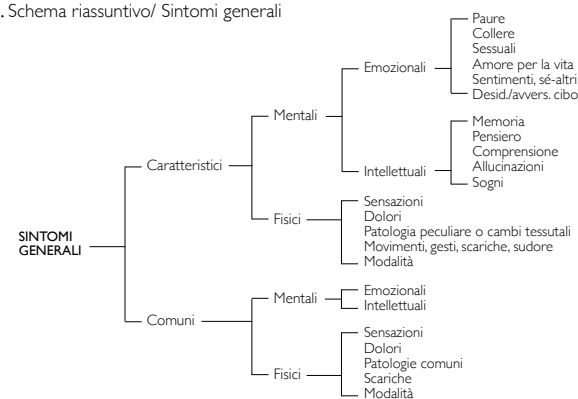 . Schema riassuntivo/ Sintomi generali
SINTOMI
GENERALI
Caratteristici
Mentali
Emozionali
Paure
Collere
Sessuali
Amore per la vita
Sentimenti, sé-altri
Desid./avvers. cibo
Intellettuali
Memoria
Pensiero
Comprensione
Allucinazioni
Sogni
Fisici
Sensazioni
Dolori
Patologia peculiare o cambi tessutali
Movimenti, gesti, scariche, sudore
Modalità
Comuni
Mentali
Emozionali
Intellettuali
Fisici
Sensazioni
Dolori
Patologie comuni
Scariche
Modalità